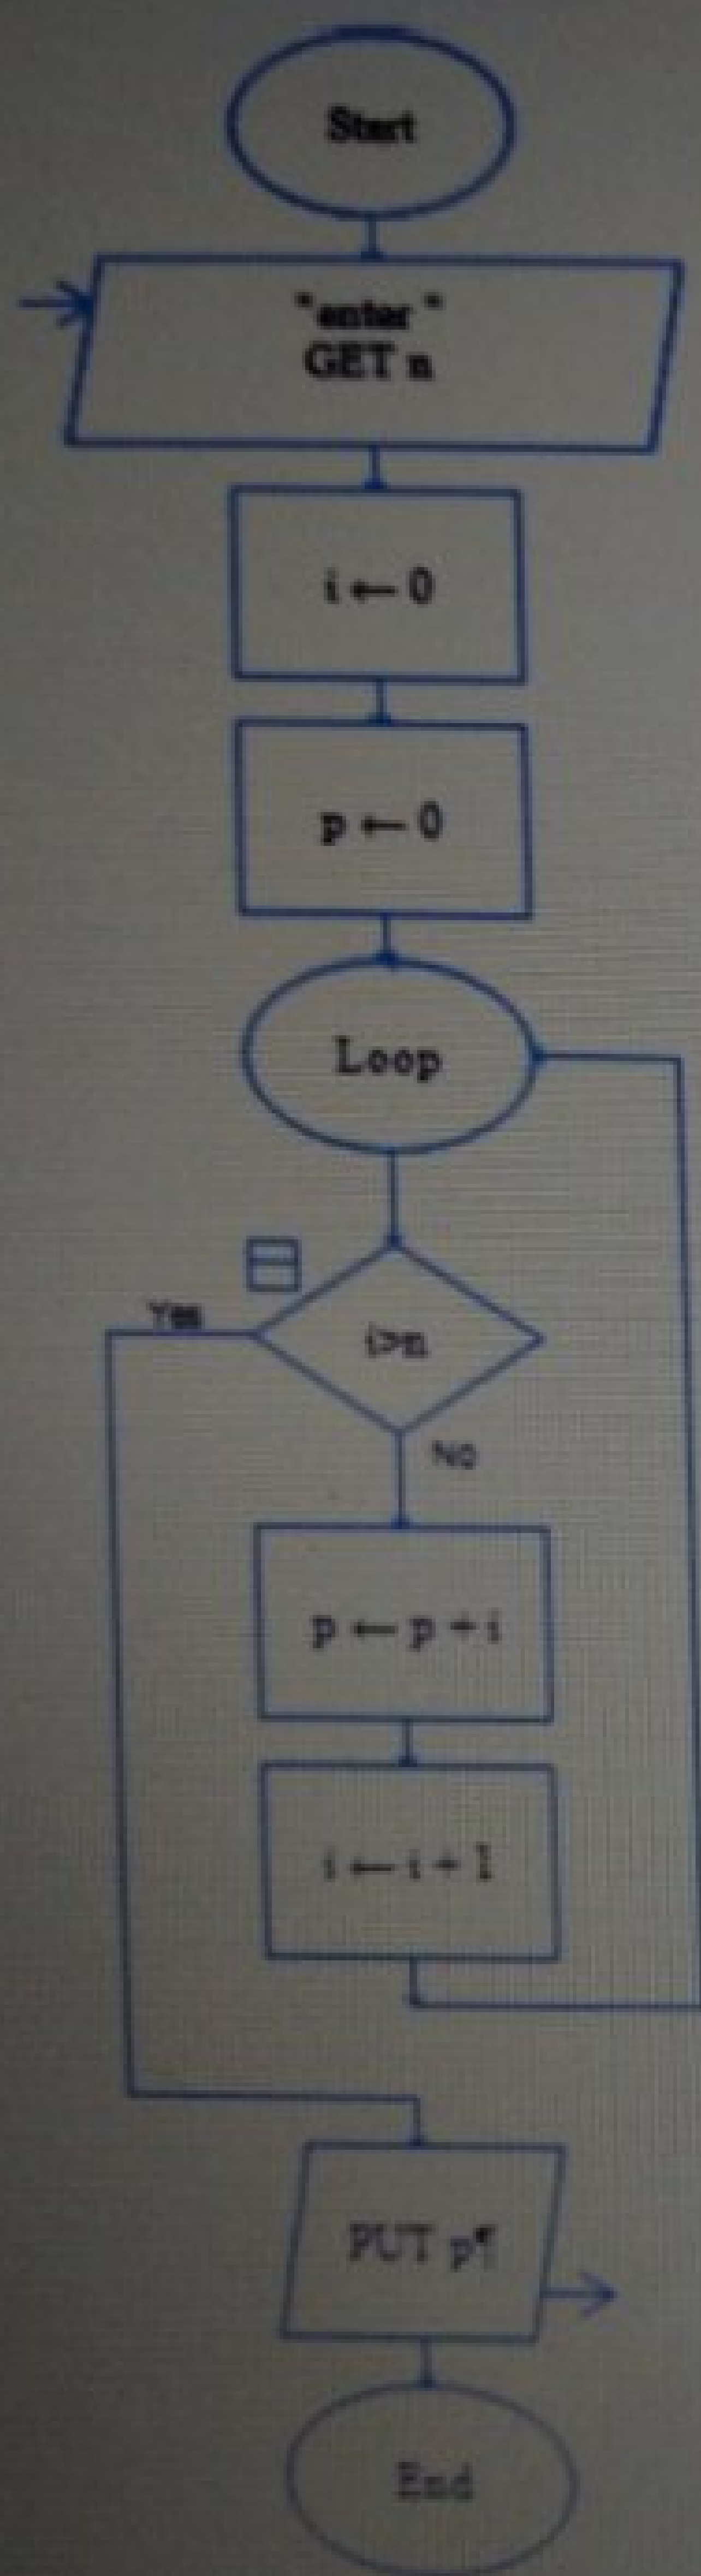 Start
"enter "
GET n
i ← 0
p ← 0
Loop
i>n
Yes
No
p ← p + i
i ← i + 1
PUT p¶
End